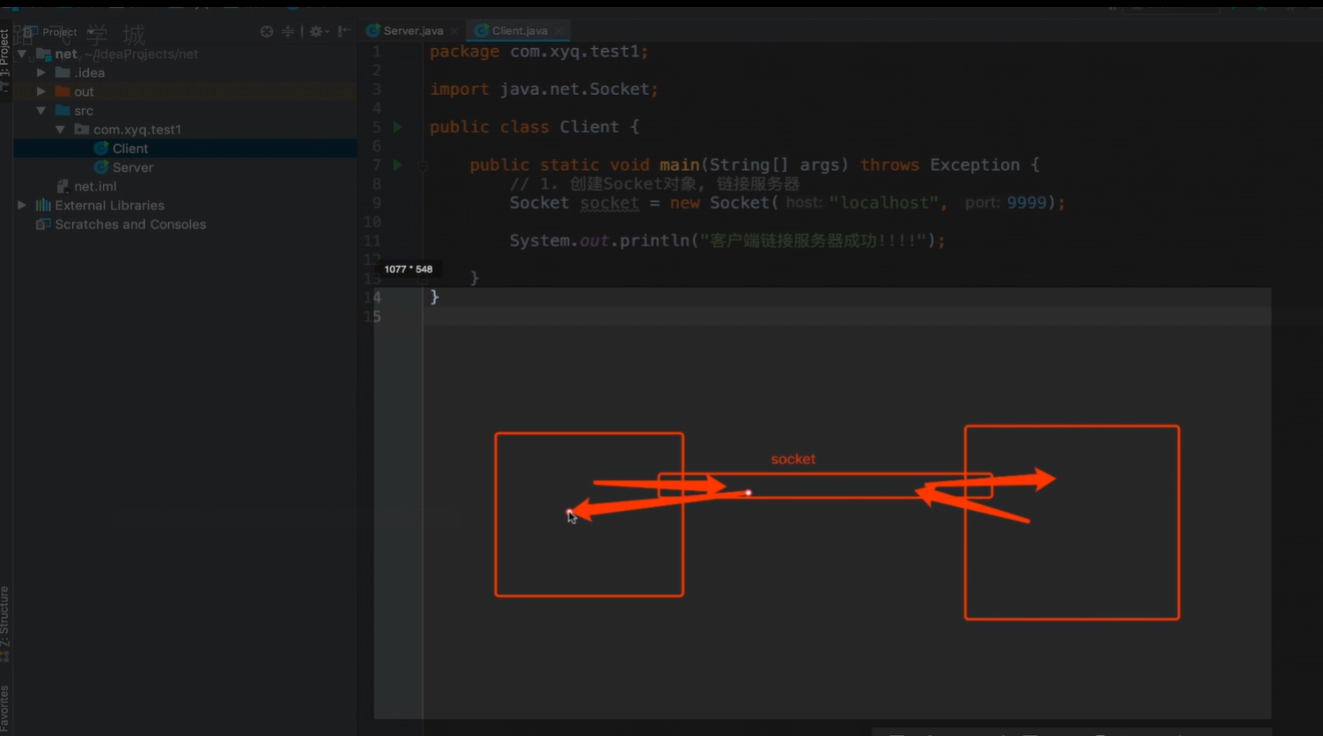 学城
1: Project
Project
Server.java
Client.java
net ~/IdeaProjects/net
.idea
out
src
com.xyq.test1
Client
Server
net.iml
External Libraries
Scratches and Consoles
1 package com.xyq.test1;
2
3 import java.net.Socket;
4
5 public class Client {
6
7 public static void main(String[] args) throws Exception {
8 // 1. 创建Socket对象, 链接服务器
9 Socket socket = new Socket( host: "localhost", port: 9999);
10
11 System.out.println("客户端链接服务器成功!!!!");
12
1077 * 548
13 }
14 }
15
socket
Z: Structure
Favorites